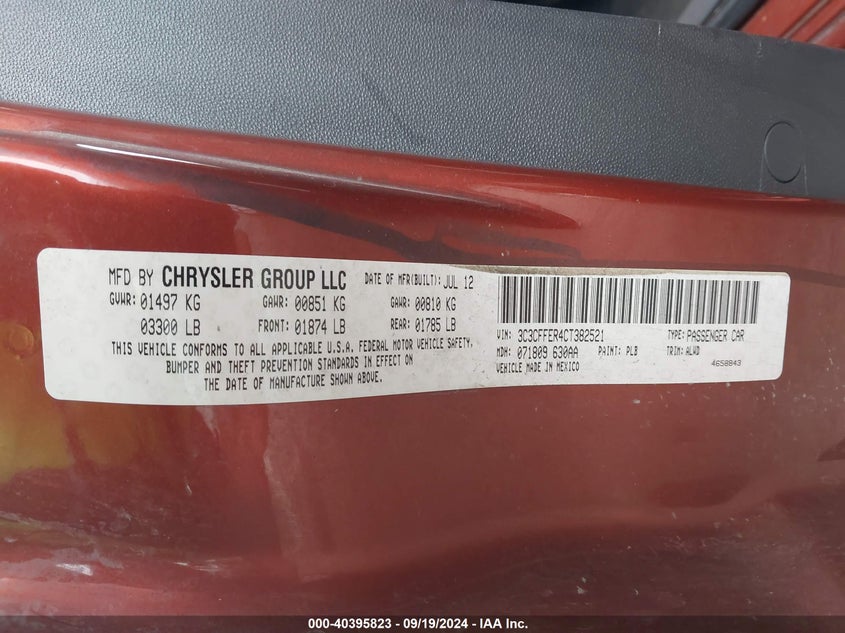 MFD BY CHRYSLER GROUP LLC DATE OF MFR(BUILT): JUL 12
GVWR: 01497 KG GAWR: 00851 KG GAWR: 00810 KG
03300 LB FRONT: 01874 LB REAR: 01785 LB
THIS VEHICLE CONFORMS TO ALL APPLICABLE U.S.A. FEDERAL MOTOR VEHICLE SAFETY,
BUMPER AND THEFT PREVENTION STANDARDS IN EFFECT ON
THE DATE OF MANUFACTURE SHOWN ABOVE.
VIN: 3C3CFFER4CT382521 TYPE: PASSENGER CAR
MDH: 071809 630AA PAINT: PLB TRIM: ALWD
VEHICLE MADE IN MEXICO 4658843
000-40395823 - 09/19/2024 - IAA Inc.